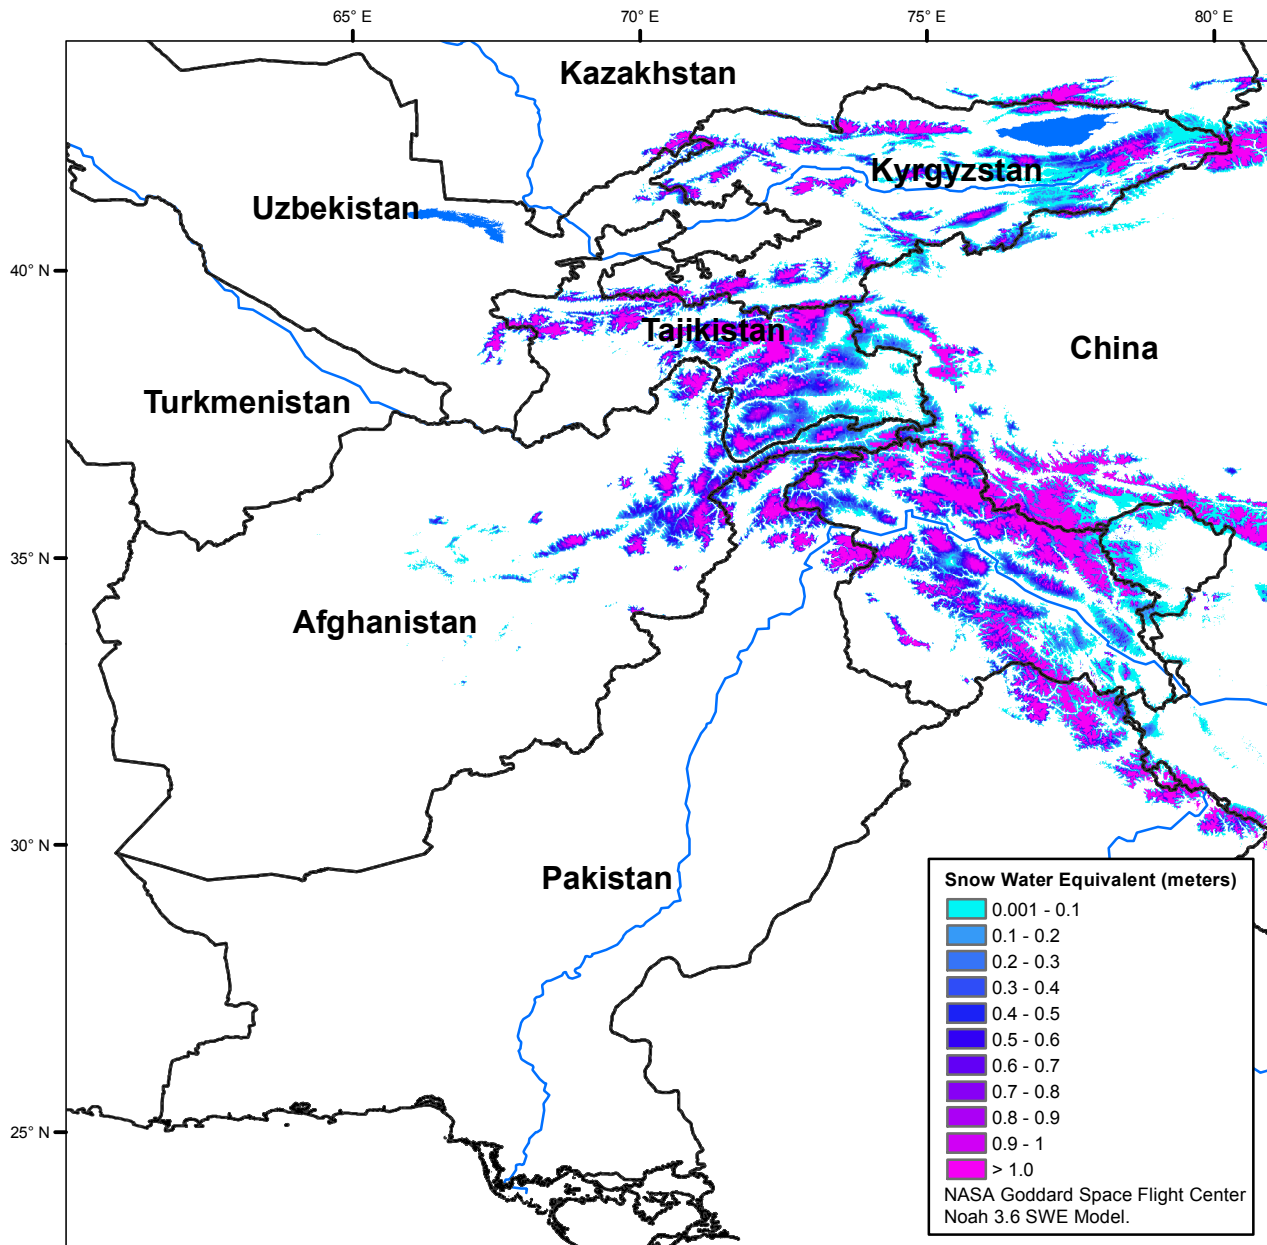 65° E
70° E
75° E
80° E
Kazakhstan
Kyrgyzstan
Uzbekistan
40° N
Tajikistan
China
Turkmenistan
35° N
Afghanistan
30° N
Pakistan
25° N
Snow Water Equivalent (meters)
0.001 - 0.1
0.1 - 0.2
0.2 - 0.3
0.3 - 0.4
0.4 - 0.5
0.5 - 0.6
0.6 - 0.7
0.7 - 0.8
0.8 - 0.9
0.9 - 1
> 1.0
NASA Goddard Space Flight Center
Noah 3.6 SWE Model.